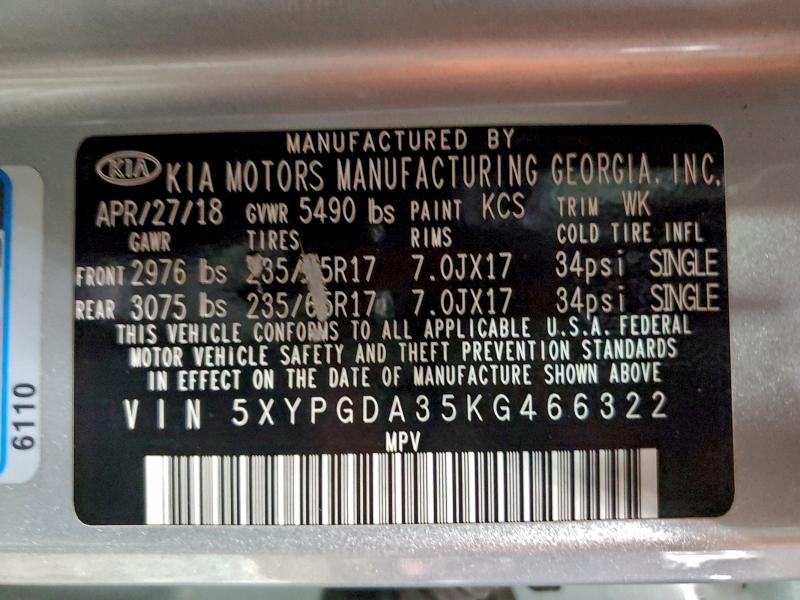 MANUFACTURED BY
KIA KIA MOTORS MANUFACTURING GEORGIA, INC.
APR/27/18 GVWR 5490 lbs PAINT KCS TRIM WK
GAWR TIRES RIMS COLD TIRE INFL
FRONT 2976 lbs 7.0JX17 34psi SINGLE
REAR 3075 lbs 235/65R17 7.0JX17 34psi SINGLE
THIS VEHICLE CONFORMS TO ALL APPLICABLE U.S.A. FEDERAL
MOTOR VEHICLE SAFETY AND THEFT PREVENTION STANDARDS
IN EFFECT ON THE DATE OF MANUFACTURE SHOWN ABOVE
VIN 5XYPGDA35KG466322
MPV
6110